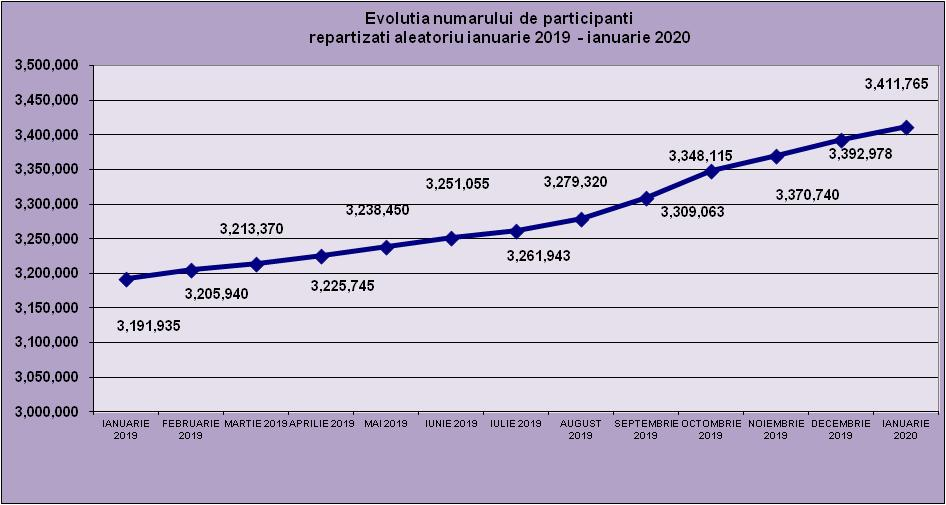 Evolutia numarului de participanti
repartizati aleatoriu ianuarie 2019 - ianuarie 2020
3,500,000
3,450,000
3,400,000
3,350,000
3,300,000
3,250,000
3,200,000
3,150,000
3,100,000
3,050,000
3,000,000
3,191,935
3,205,940
3,213,370
3,225,745
3,238,450
3,251,055
3,261,943
3,279,320
3,309,063
3,348,115
3,370,740
3,392,978
3,411,765
IANUARIE
2019
FEBRUARIE
2019
MARTIE 2019
APRILIE 2019
MAI 2019
IUNIE 2019
IULIE 2019
AUGUST
2019
SEPTEMBRIE
2019
OCTOMBRIE
2019
NOIEMBRIE
2019
DECEMBRIE
2019
IANUARIE
2020